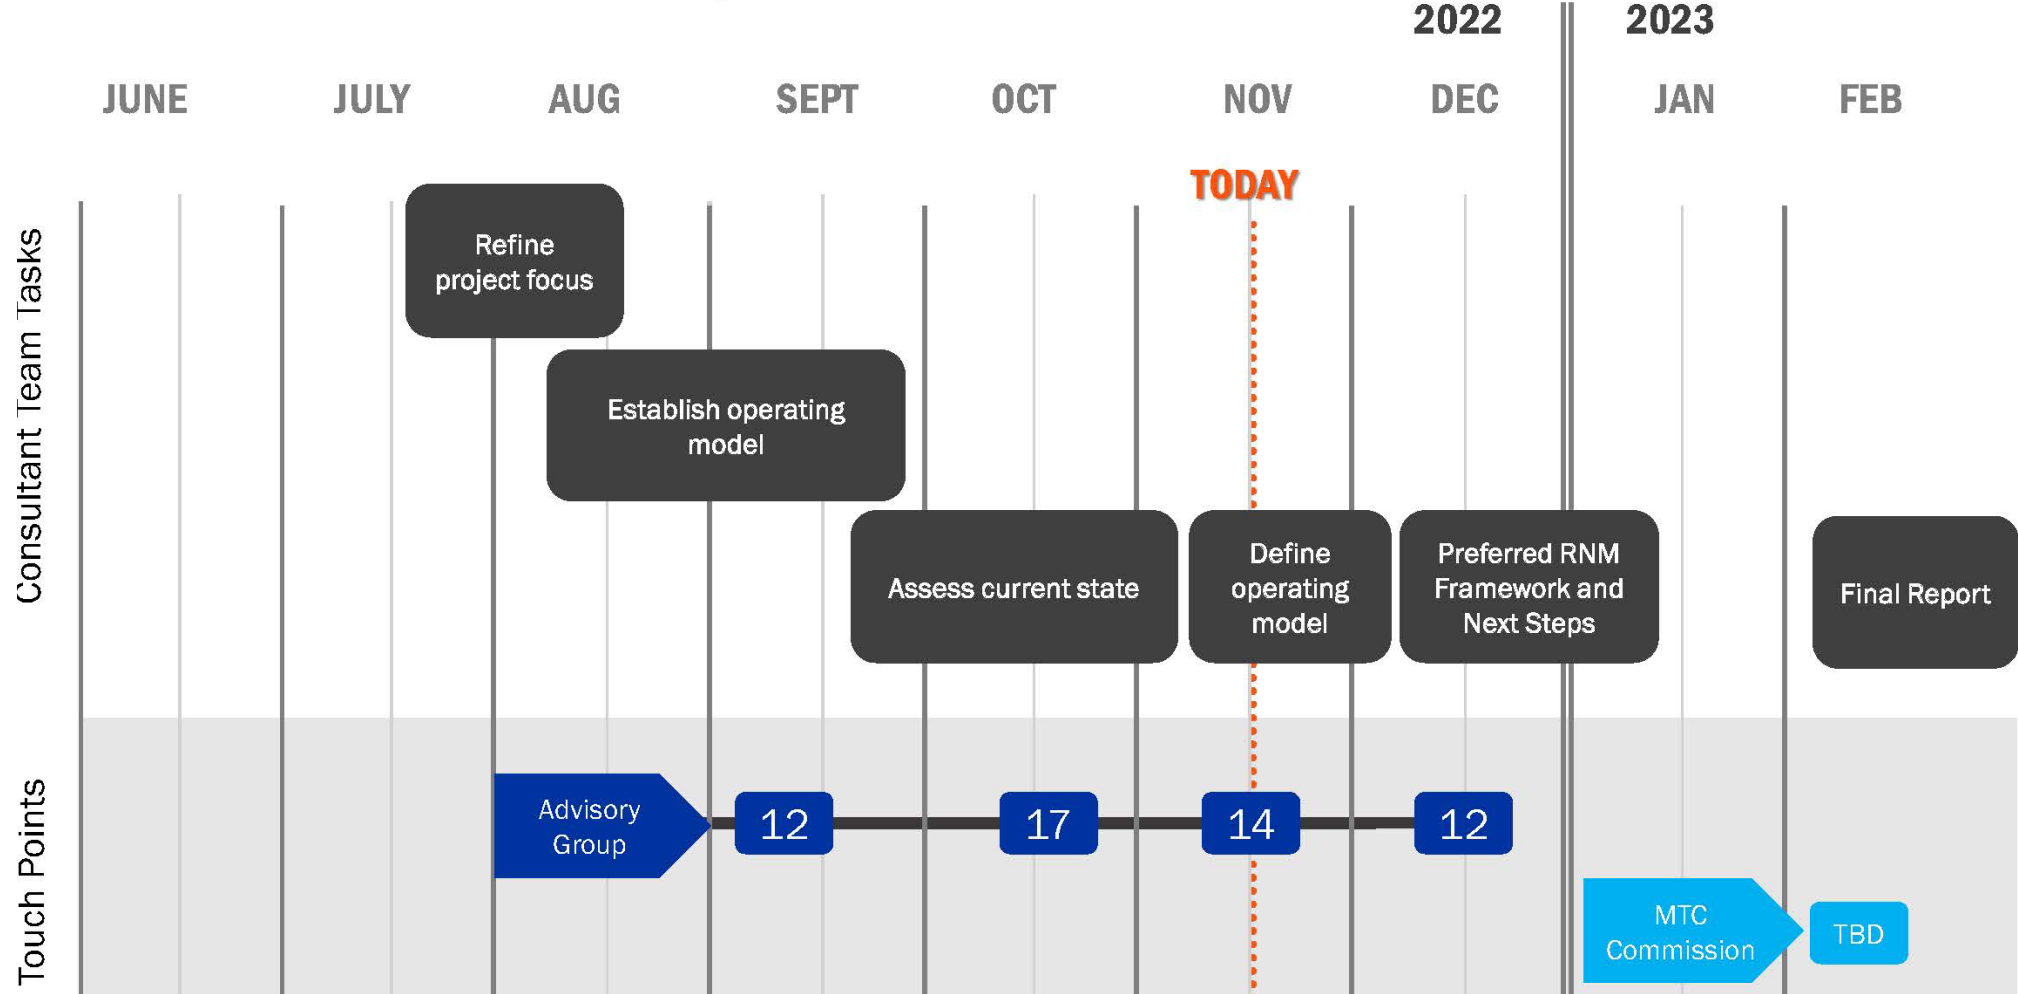 2022
2023
JUNE
JULY
AUG
SEPT
OCT
NOV
DEC
JAN
FEB
TODAY
Consultant Team Tasks
Refine
project focus
Establish operating
model
Assess current state
Define
operating
model
Preferred RNM
Framework and
Next Steps
Final Report
Touch Points
Advisory
Group
12
17
14
12
MTC
Commission
TBD